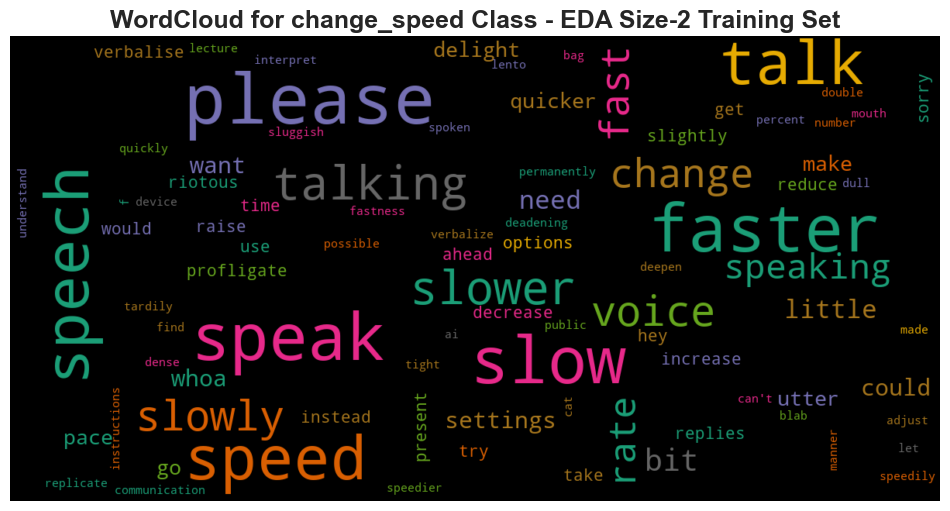 WordCloud for change_speed Class - EDA Size-2 Training Set
verbalise
lecture
interpret
delight
lento
bag
fast
talk
double
sorry
please
quicker
get
percent
number
mouth
sluggish
spoken
slightly
quickly
want
talking
permanently
change
make
understand
speech
riotous
need
reduce
dull
f
device
time
fastness
deadening
faster
would
raise
use
possible
verbalize
options
ahead
profligate
speaking
deepen
slower
tardily
decrease
voice
little
find
speak
ai
public
hey
made
dense
slow
increase
tight
whoa
can't
utter
could
instructions
slowly
instead
present
settings
cat
rate
blab
adjust
pace
speed
try
replies
manner
let
go
bit
take
speedily
replicate
communication
speedier